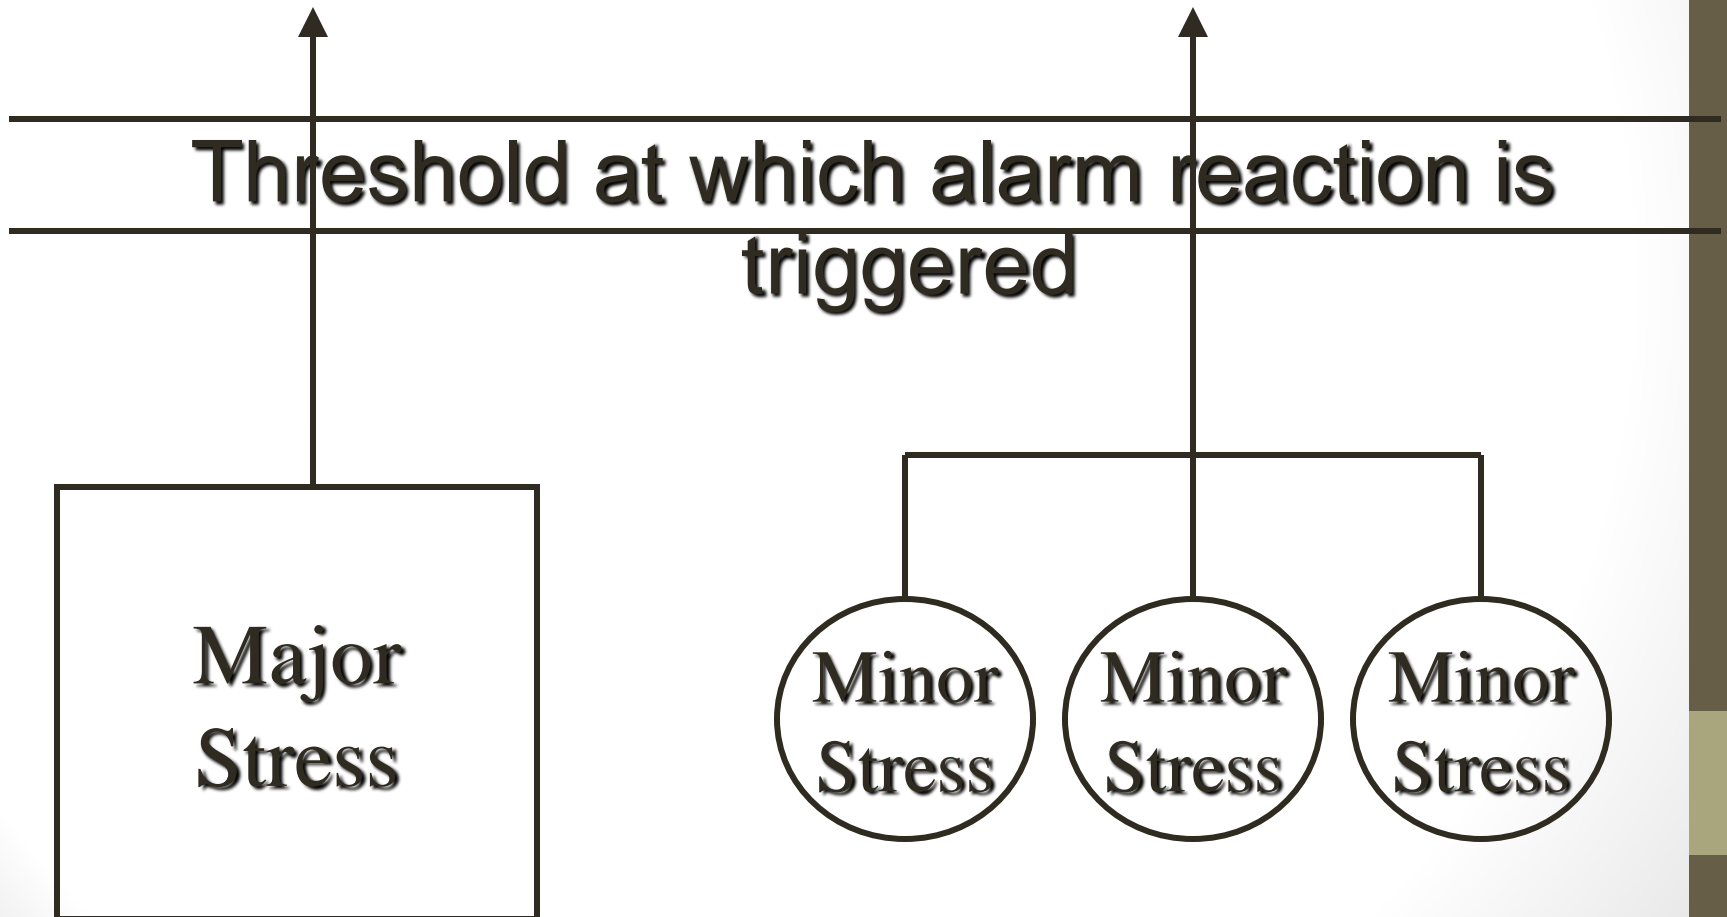 Threshold at which alarm reaction is
triggered
Major
Stress
Minor
Stress
Minor
Stress
Minor
Stress